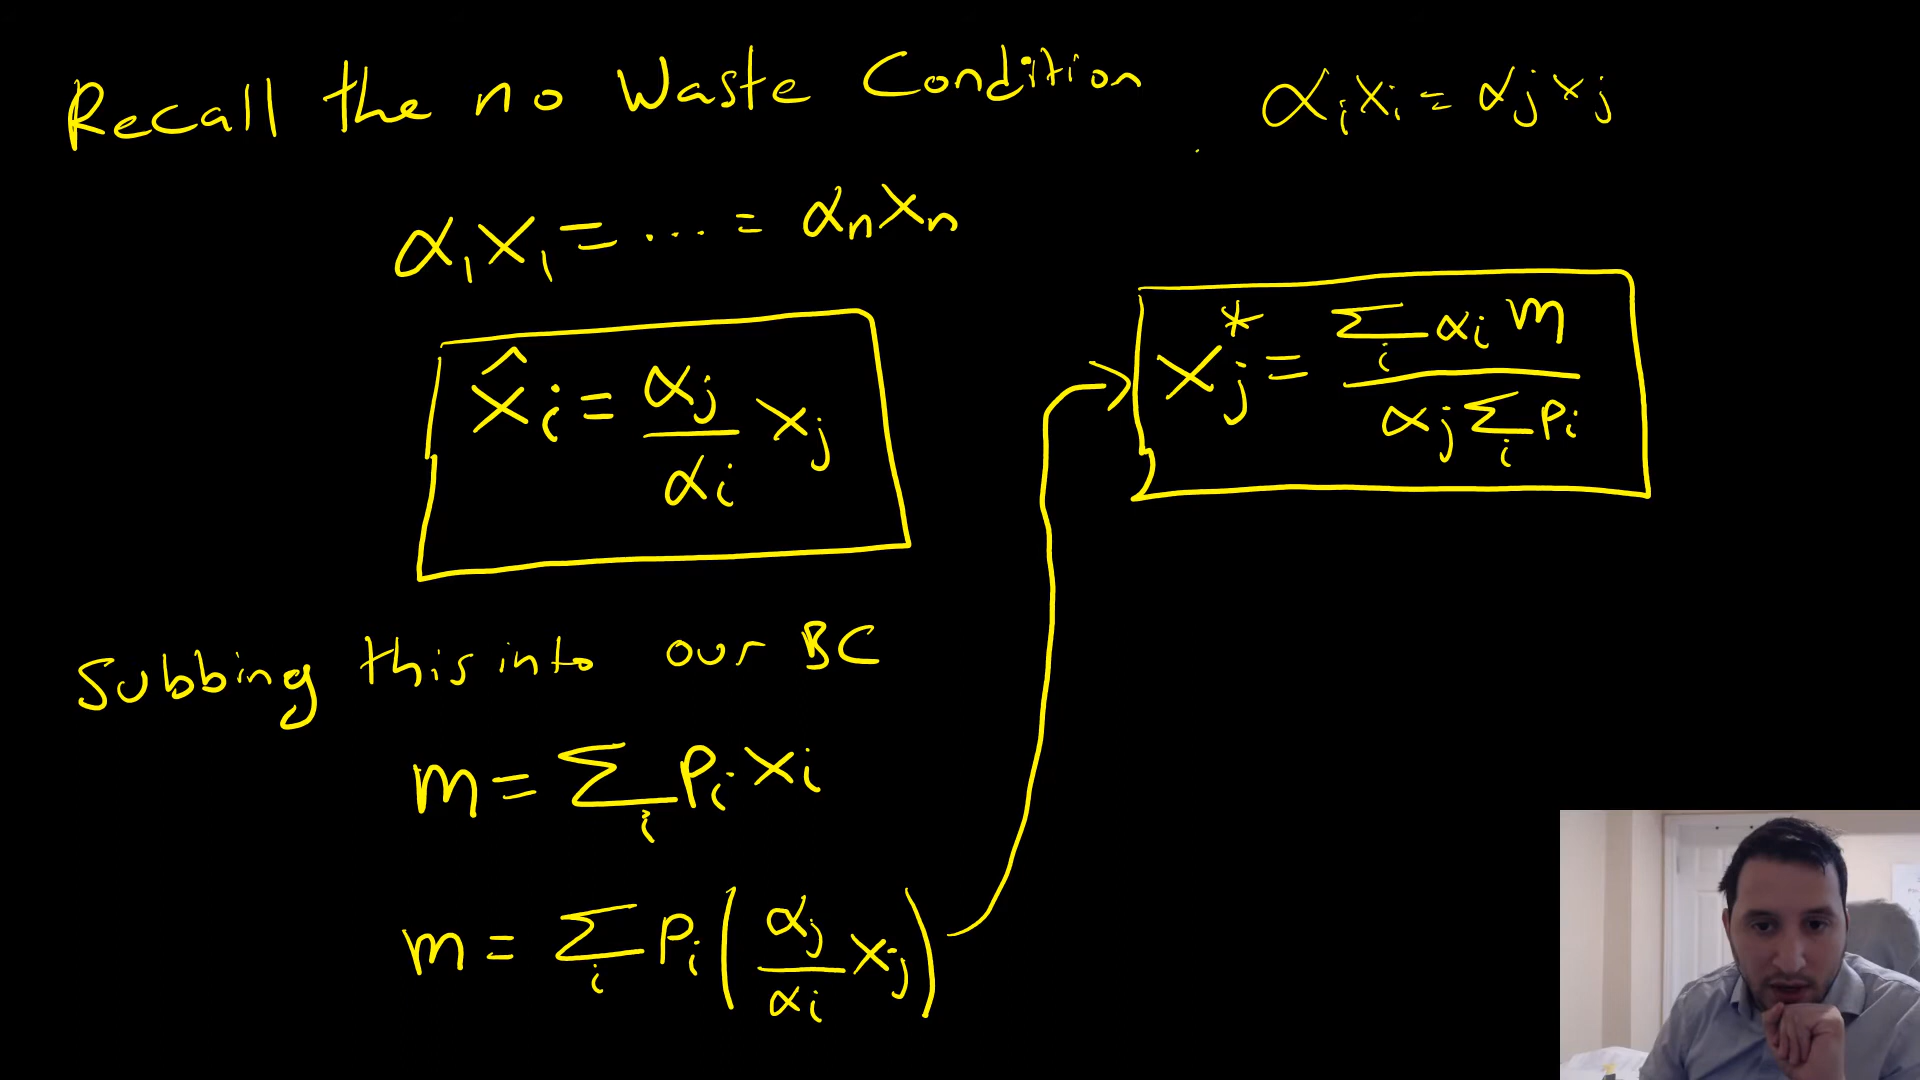 Recall the no Waste Condition αᵢxᵢ = αⱼxⱼ
α₁x₁ = ... = αₙxₙ
x̂ᵢ = αⱼ/αᵢ xⱼ
xⱼ* = Σᵢ αᵢ m / αⱼ Σᵢ Pᵢ
Subbing this into our BC
m = Σᵢ Pᵢ xᵢ
m = Σᵢ Pᵢ (αⱼ/αᵢ xⱼ)